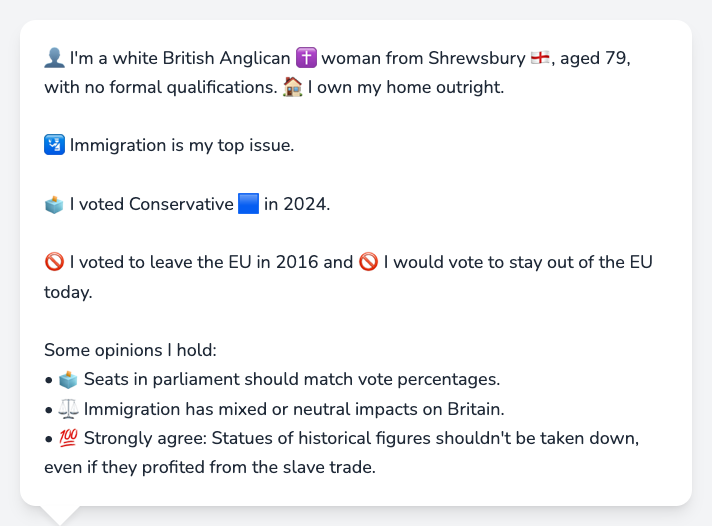 👤 I'm a white British Anglican ✝️ woman from Shrewsbury 🏴󠁧󠁢󠁥󠁮󠁧󠁿, aged 79,
with no formal qualifications. 🏠 I own my home outright.
🛂 Immigration is my top issue.
🗳️ I voted Conservative 🟦 in 2024.
🚫 I voted to leave the EU in 2016 and 🚫 I would vote to stay out of the EU
today.
Some opinions I hold:
• 🗳️ Seats in parliament should match vote percentages.
• ⚖️ Immigration has mixed or neutral impacts on Britain.
• 💯 Strongly agree: Statues of historical figures shouldn't be taken down,
even if they profited from the slave trade.